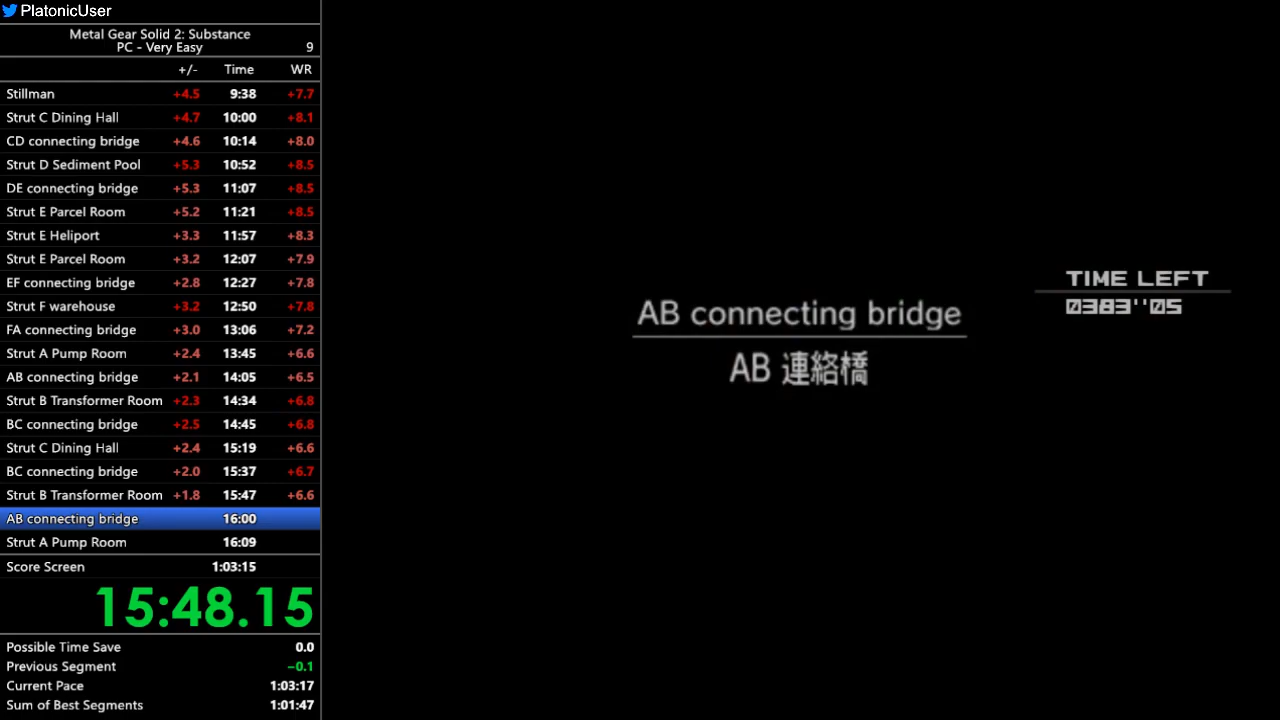 PlatonicUser
Metal Gear Solid 2: Substance
PC - Very Easy 9
+/- Time WR
Stillman +4.5 9:38 +7.7
Strut C Dining Hall +4.7 10:00 +8.1
CD connecting bridge +4.6 10:14 +8.0
Strut D Sediment Pool +5.3 10:52 +8.5
DE connecting bridge +5.3 11:07 +8.5
Strut E Parcel Room +5.2 11:21 +8.5
Strut E Heliport +3.3 11:57 +8.3
Strut E Parcel Room +3.2 12:07 +7.9
EF connecting bridge +2.8 12:27 +7.8
Strut F warehouse +3.2 12:50 +7.8
FA connecting bridge +3.0 13:06 +7.2
Strut A Pump Room +2.4 13:45 +6.6
AB connecting bridge +2.1 14:05 +6.5
Strut B Transformer Room +2.3 14:34 +6.8
BC connecting bridge +2.5 14:45 +6.8
Strut C Dining Hall +2.4 15:19 +6.6
BC connecting bridge +2.0 15:37 +6.7
Strut B Transformer Room +1.8 15:47 +6.6
AB connecting bridge 16:00
Strut A Pump Room 16:09
Score Screen 1:03:15
15:48.15
Possible Time Save 0.0
Previous Segment −0.1
Current Pace 1:03:17
Sum of Best Segments 1:01:47
AB connecting bridge
AB 連絡橋
TIME LEFT
0383''05